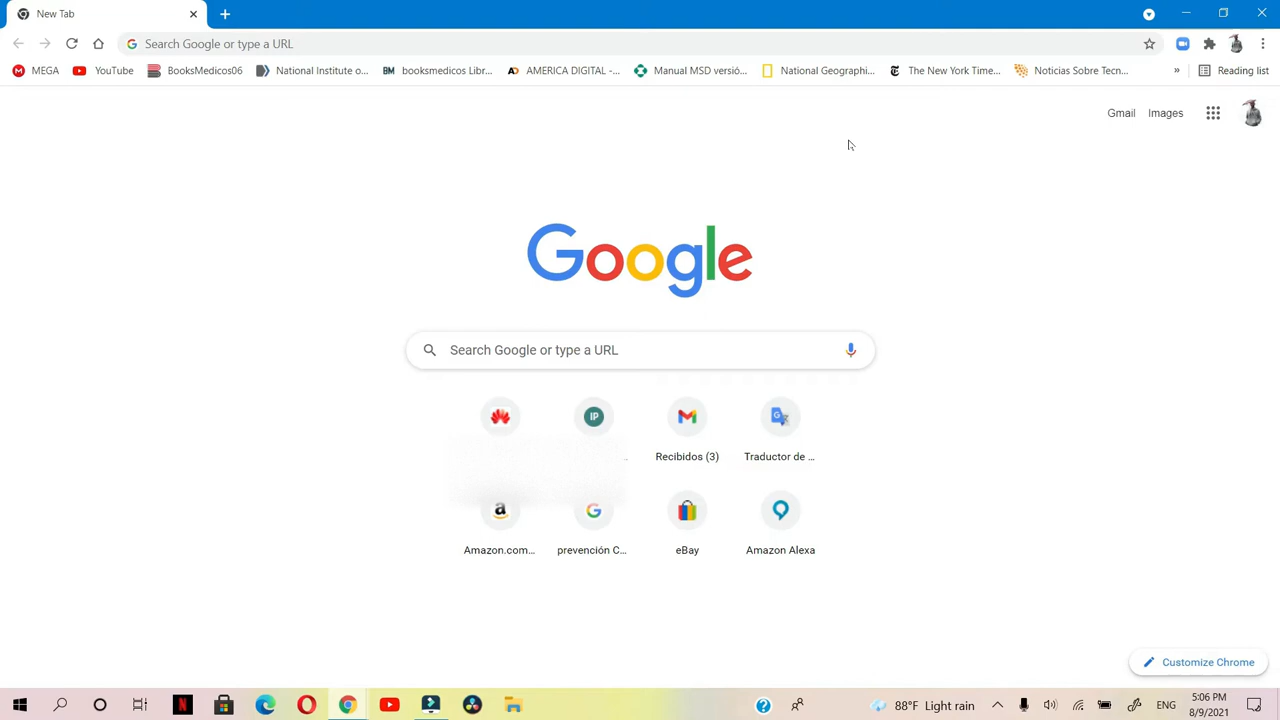 New Tab
Search Google or type a URL
MEGA YouTube BooksMedicos06 National Institute o... booksmedicos Libr... AMERICA DIGITAL -... Manual MSD versió... National Geographi... The New York Time... Noticias Sobre Tecn... » Reading list
Gmail Images
Google
Search Google or type a URL
IP
Recibidos (3) Traductor de ...
Amazon.com... prevención C... eBay Amazon Alexa
Customize Chrome
88°F Light rain ENG 5:06 PM
8/9/2021